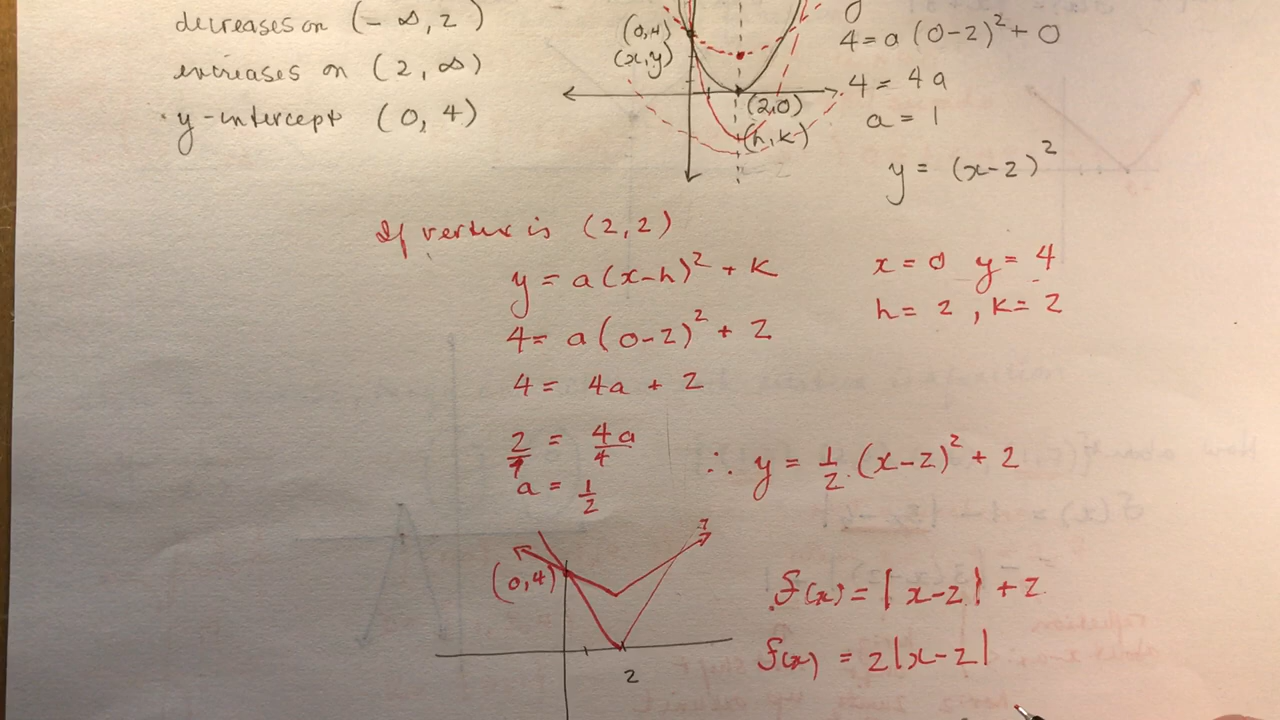 decreases on (-∞, 2)
increases on (2, ∞)
y-intercept (0, 4)
(0,4)
(x,y)
(2,0)
(h,k)
y
4 = a (0-2)² + 0
4 = 4a
a = 1
y = (x-2)²
If vertex is (2,2)
y = a(x-h)² + k
x = 0 y = 4
h = 2 , k = 2
4 = a(0-2)² + 2
4 = 4a + 2
2/4 = 4a/4
a = 1/2
∴ y = 1/2 (x-2)² + 2
(0,4)
2
f(x) = |x-2| + 2
f(x) = 2|x-2|